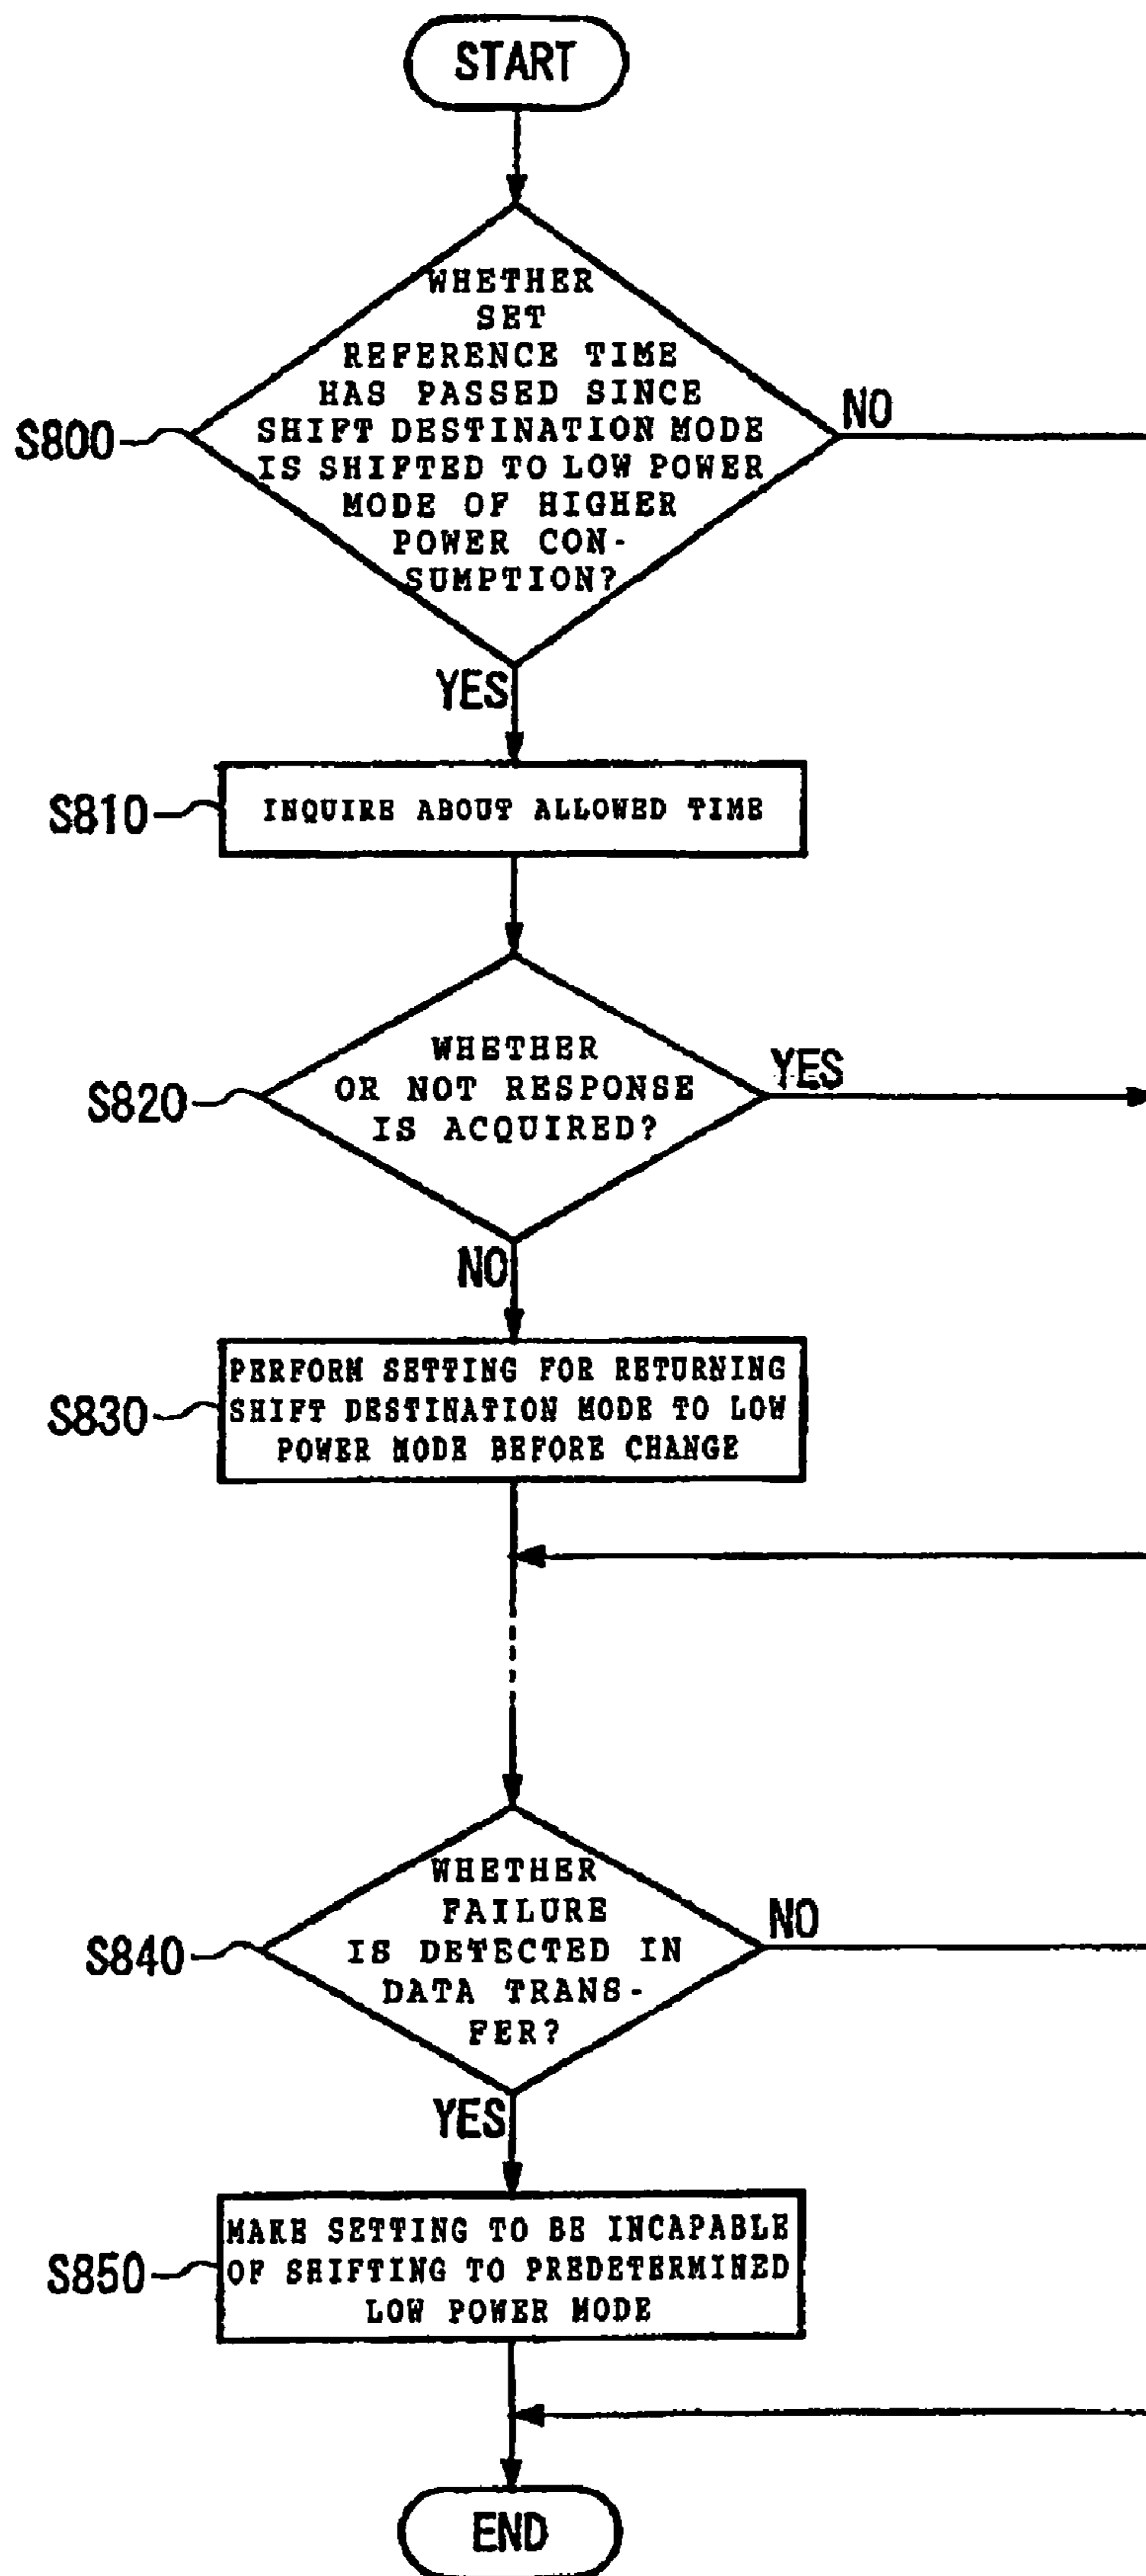 START
WHETHER
SET
REFERENCE TIME
HAS PASSED SINCE
SHIFT DESTINATION MODE
IS SHIFTED TO LOW POWER
MODE OF HIGHER
POWER CON-
SUMPTION?
S800
NO
YES
S810
INQUIRE ABOUT ALLOWED TIME
WHETHER
OR NOT RESPONSE
IS ACQUIRED?
S820
YES
NO
S830
PERFORM SETTING FOR RETURNING
SHIFT DESTINATION MODE TO LOW
POWER MODE BEFORE CHANGE
WHETHER
FAILURE
IS DETECTED IN
DATA TRANS-
FER?
S840
NO
YES
S850
MAKE SETTING TO BE INCAPABLE
OF SHIFTING TO PREDETERMINED
LOW POWER MODE
END